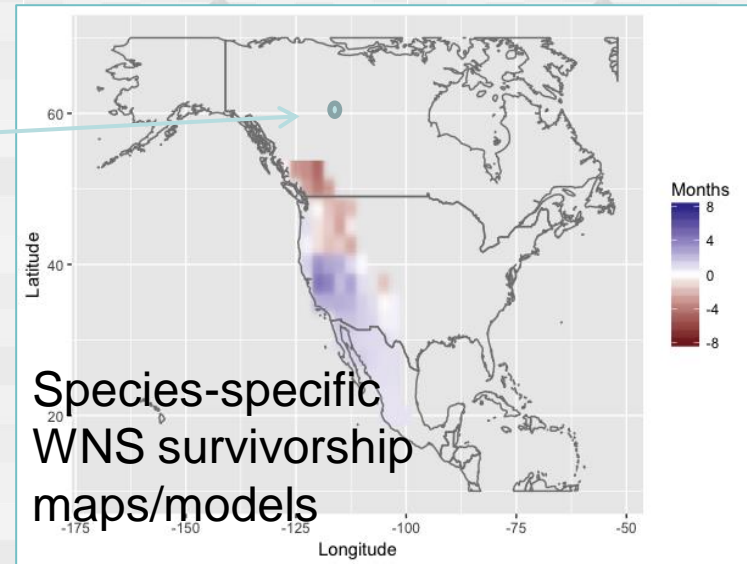 60
40
20
Latitude
-175
-150
-125
-100
-75
-50
Longitude
Months
8
4
0
-4
-8
Species-specific
WNS survivorship
maps/models